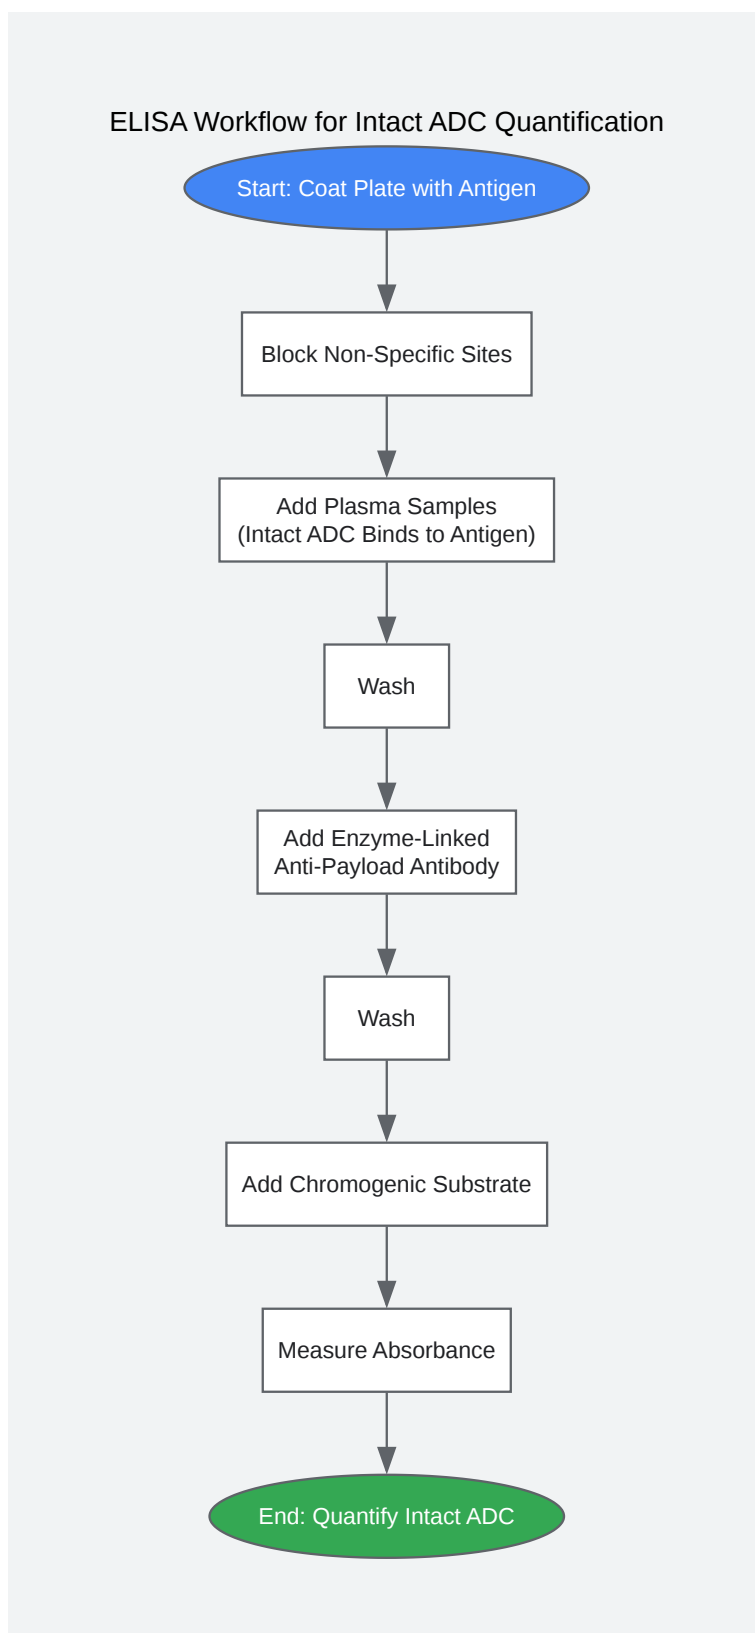 ELISA Workflow for Intact ADC Quantification
Start: Coat Plate with Antigen
Block Non-Specific Sites
Add Plasma Samples
(Intact ADC Binds to Antigen)
Wash
Add Enzyme-Linked
Anti-Payload Antibody
Wash
Add Chromogenic Substrate
Measure Absorbance
End: Quantify Intact ADC